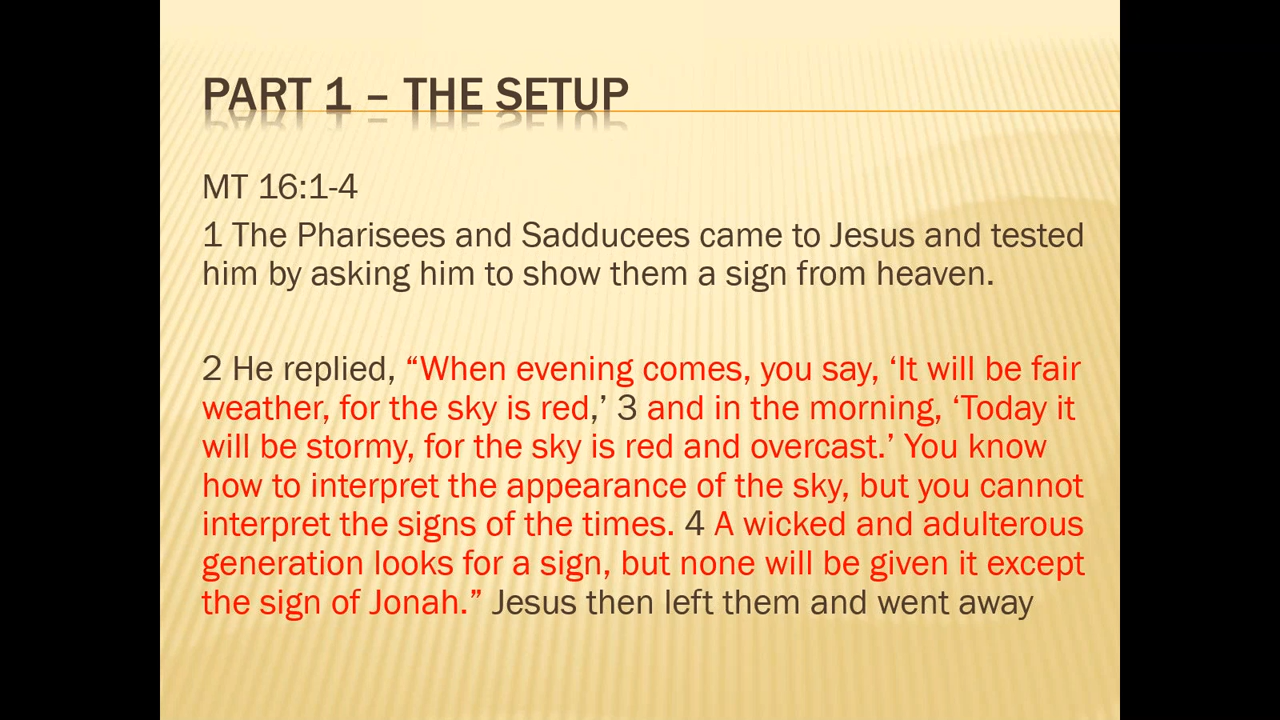 PART 1 – THE SETUP
MT 16:1-4
1 The Pharisees and Sadducees came to Jesus and tested
him by asking him to show them a sign from heaven.
2 He replied, “When evening comes, you say, ‘It will be fair
weather, for the sky is red,’ 3 and in the morning, ‘Today it
will be stormy, for the sky is red and overcast.’ You know
how to interpret the appearance of the sky, but you cannot
interpret the signs of the times. 4 A wicked and adulterous
generation looks for a sign, but none will be given it except
the sign of Jonah.” Jesus then left them and went away